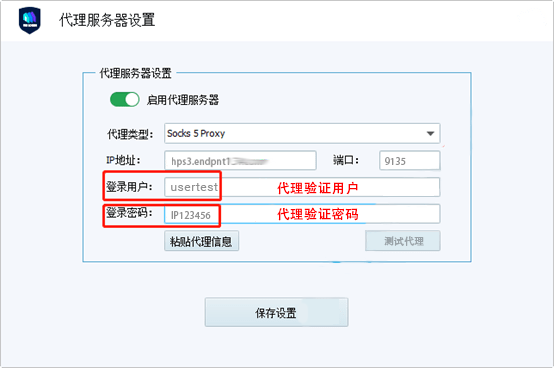 代理服务器设置
代理服务器设置
启用代理服务器
代理类型: Socks 5 Proxy
IP地址: hps3.endpnt1 端口: 9135
登录用户: usertest 代理验证用户
登录密码: IP123456 代理验证密码
粘贴代理信息 测试代理
保存设置